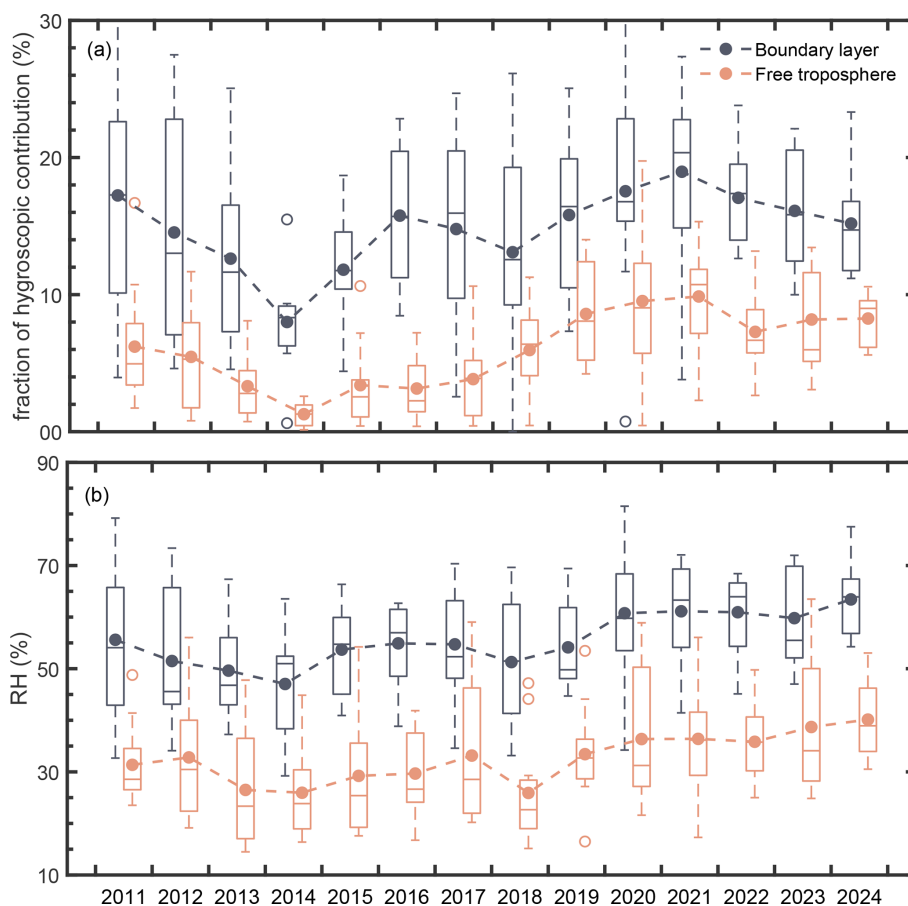 fraction of hygroscopic contribution (%)
30
20
10
00
(a)
Boundary layer
Free troposphere
RH (%)
90
70
50
30
10
(b)
2011 2012 2013 2014 2015 2016 2017 2018 2019 2020 2021 2022 2023 2024